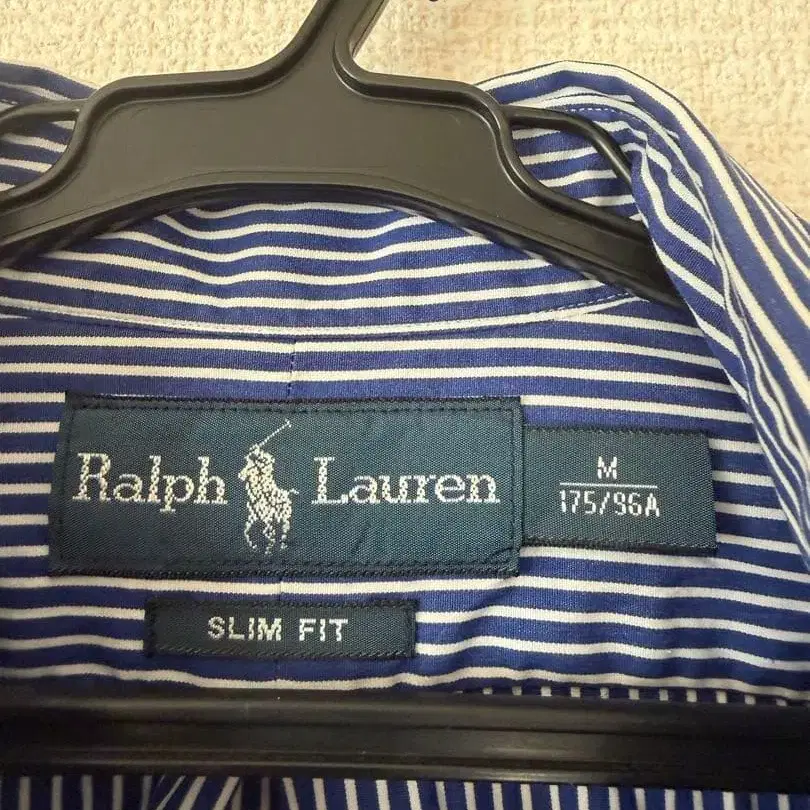 Ralph Lauren
M
175/96A
SLIM FIT